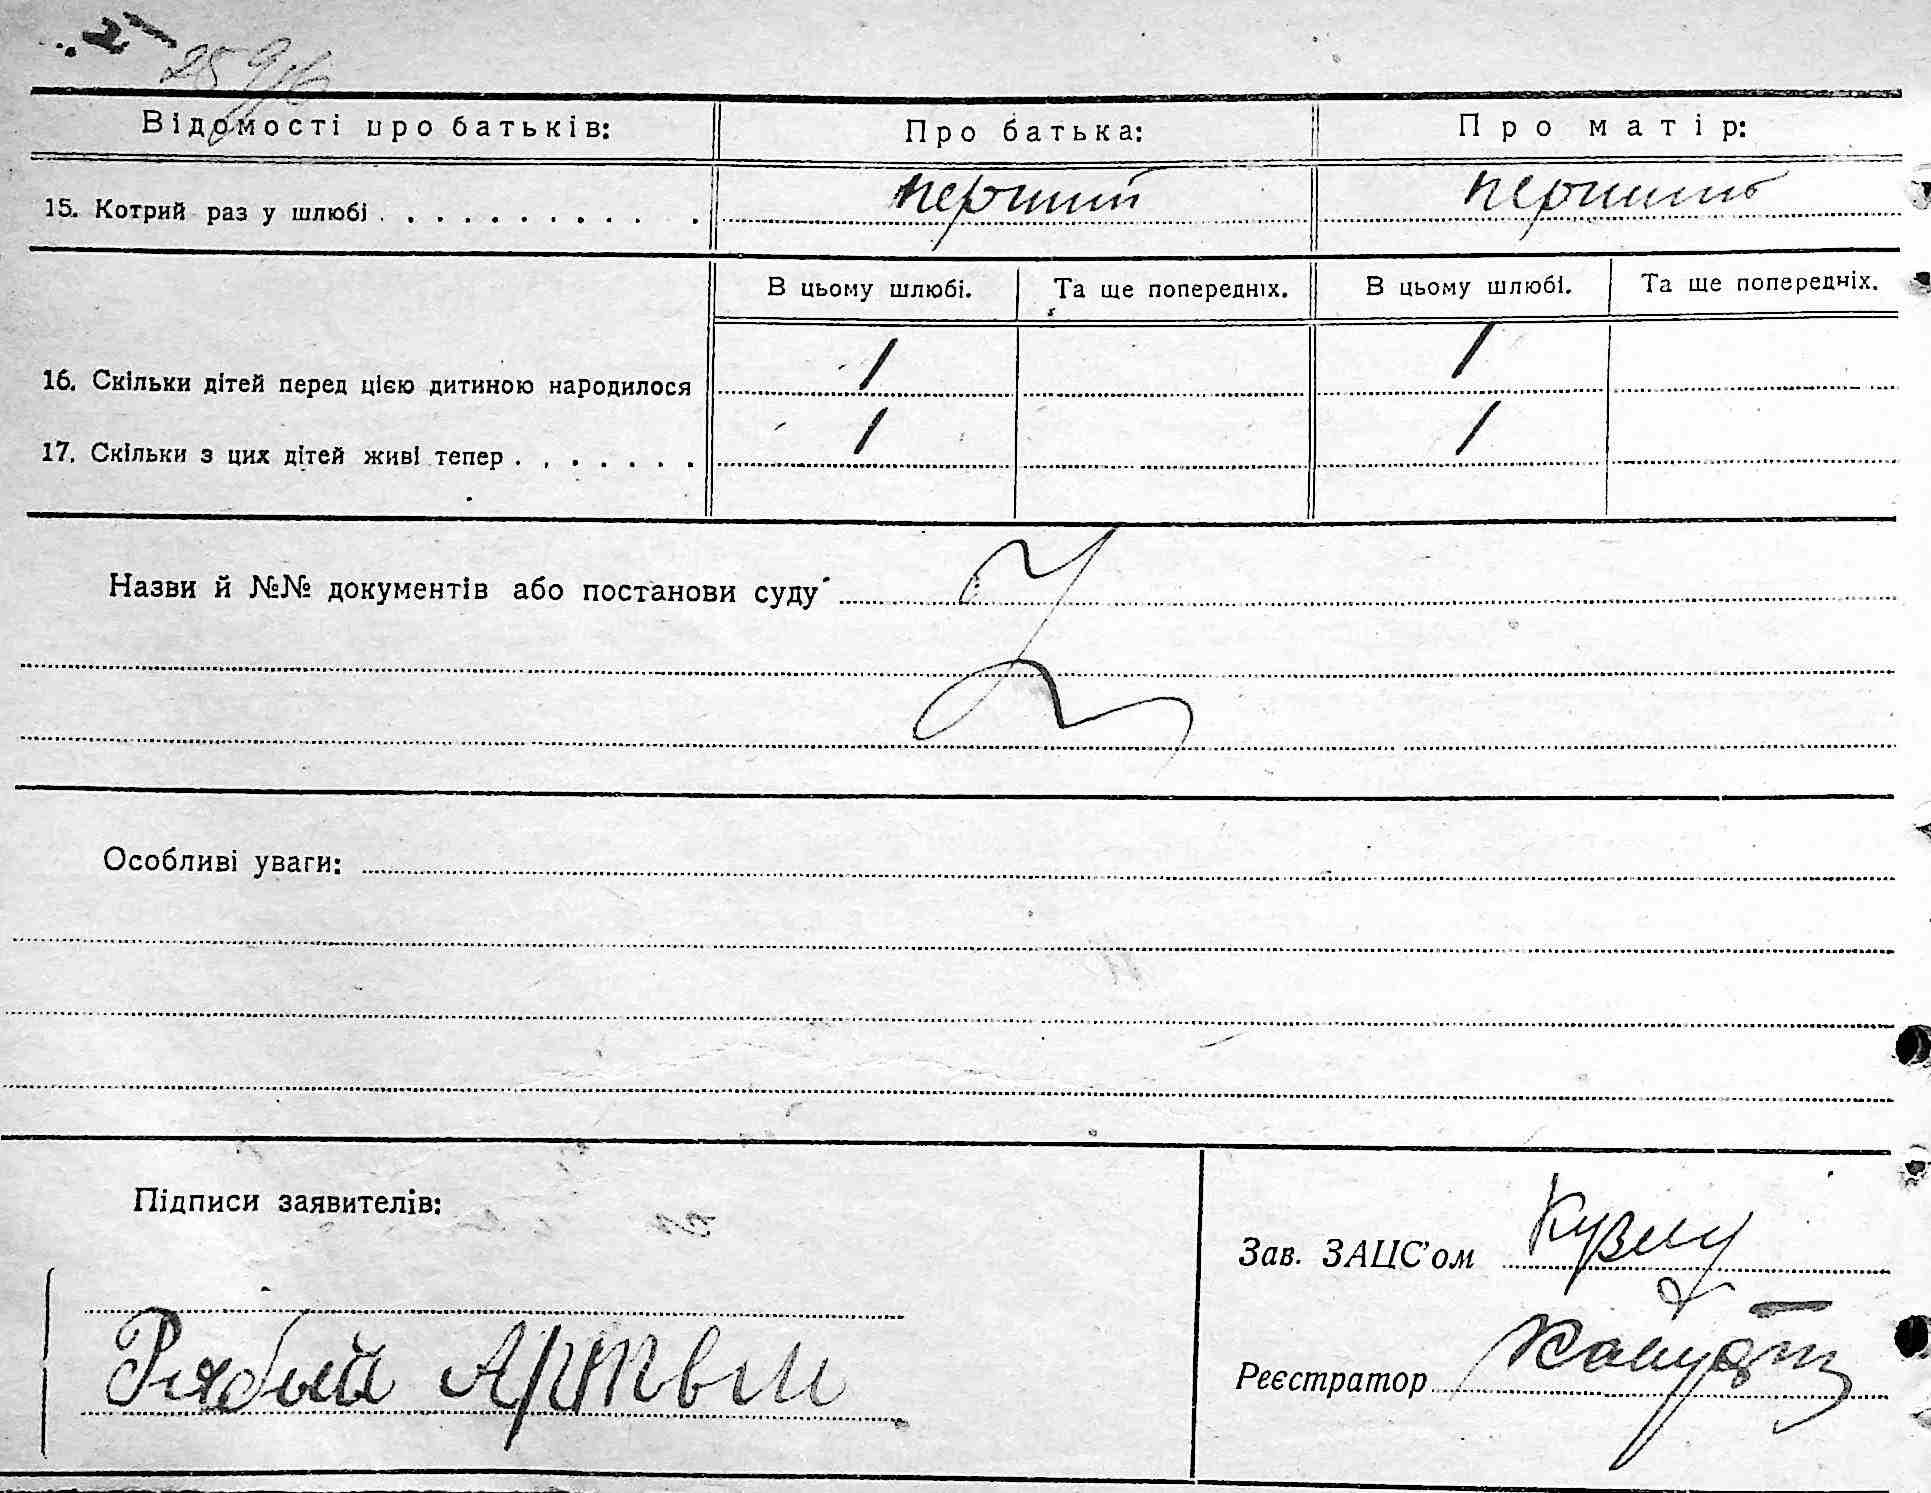 Відомості про батьків: Про батька: Про матір:
15. Котрий раз у шлюбі . . . . . . . . . . . . перший перший
В цьому шлюбі. Та ще попередніх. В цьому шлюбі. Та ще попередніх.
16. Скільки дітей перед цією дитиною народилося 1 1
17. Скільки з цих дітей живі тепер . . . . . . . 1 1
Назви й №№ документів або постанови суду
Особливі уваги:
Підписи заявителів:
Зав. ЗАЦС'ом
Рябый Артем
Реєстратор